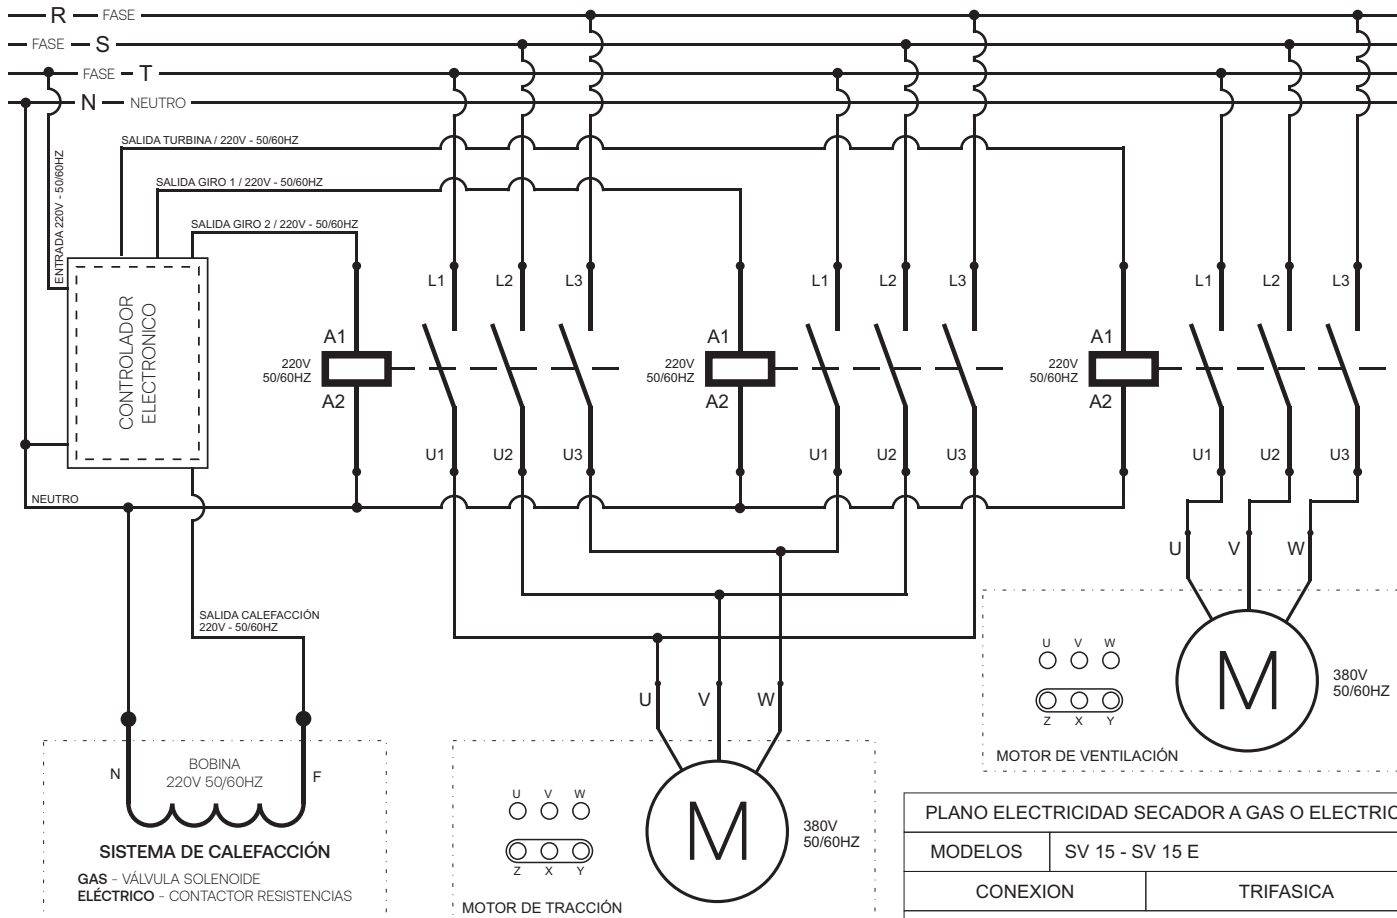 R FASE
FASE S
FASE T
N NEUTRO
SALIDA TURBINA / 220V - 50/60HZ
ENTRADA 220V - 50/60HZ
SALIDA GIRO 1 / 220V - 50/60HZ
SALIDA GIRO 2 / 220V - 50/60HZ
CONTROLADOR
ELECTRONICO
L1 L2 L3
A1
220V
50/60HZ
A2
U1 U2 U3
L1 L2 L3
A1
220V
50/60HZ
A2
U1 U2 U3
L1 L2 L3
A1
220V
50/60HZ
A2
U1 U2 U3
NEUTRO
SALIDA CALEFACCIÓN
220V - 50/60HZ
N F
BOBINA
220V 50/60HZ
SISTEMA DE CALEFACCIÓN
GAS - VÁLVULA SOLENOIDE
ELÉCTRICO - CONTACTOR RESISTENCIAS
U V W
U V W
Z X Y
M
380V
50/60HZ
MOTOR DE TRACCIÓN
U V W
U V W
Z X Y
M
380V
50/60HZ
MOTOR DE VENTILACIÓN
PLANO ELECTRICIDAD SECADOR A GAS O ELECTRIC
MODELOS SV 15 - SV 15 E
CONEXION TRIFASICA